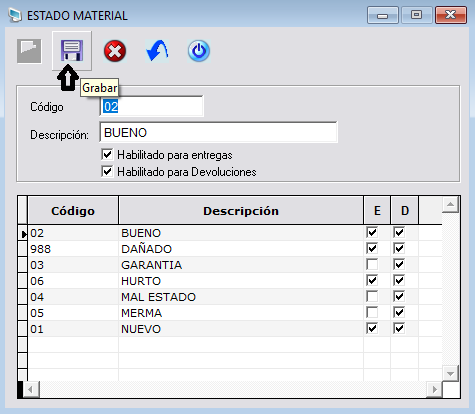 ESTADO MATERIAL
Grabar
Código 02
Descripción: BUENO
Habilitado para entregas
Habilitado para Devoluciones
Código Descripción E D
02 BUENO
988 DAÑADO
03 GARANTIA
06 HURTO
04 MAL ESTADO
05 MERMA
01 NUEVO